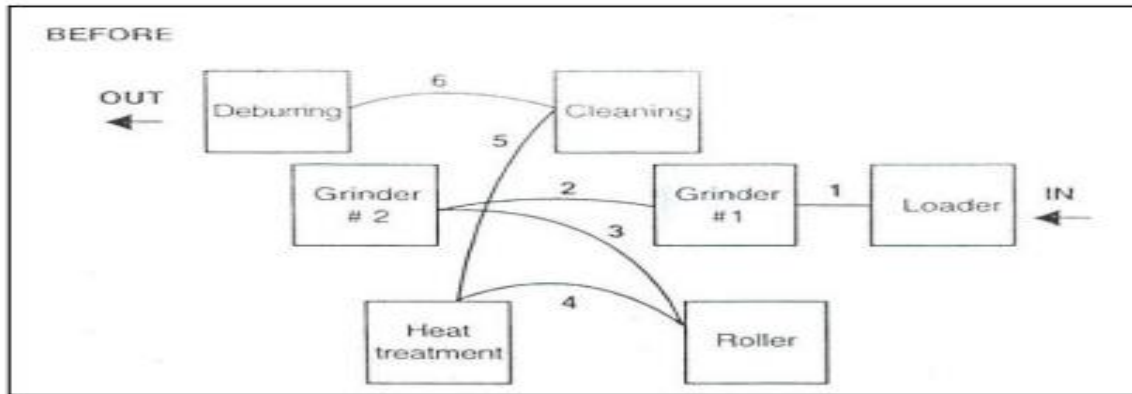 BEFORE
OUT
Deburring
6
Cleaning
5
Grinder
# 2
2
Grinder
#1
1
Loader
IN
3
Heat
treatment
4
Roller